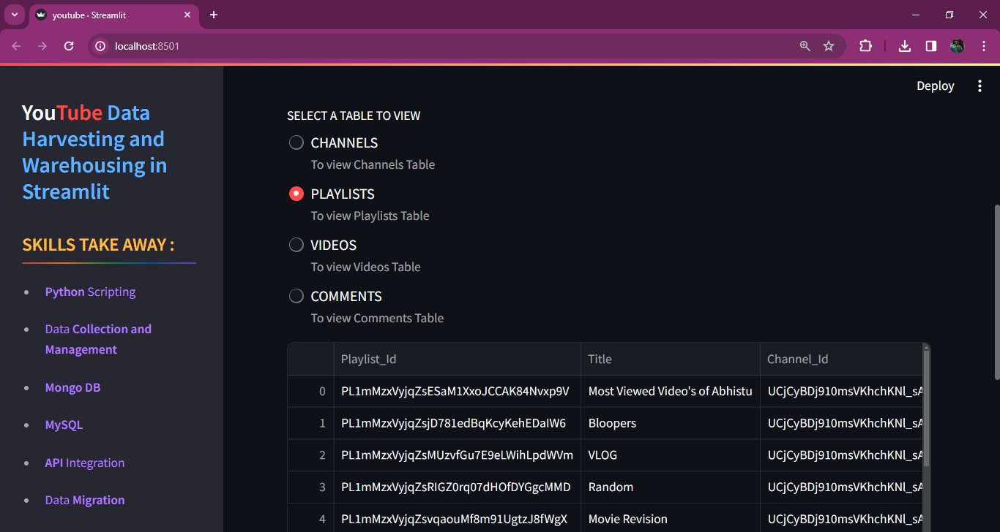 youtube · Streamlit
localhost:8501
Deploy
YouTube Data
Harvesting and
Warehousing in
Streamlit
SKILLS TAKE AWAY :
Python Scripting
Data Collection and
Management
Mongo DB
MySQL
API Integration
Data Migration
SELECT A TABLE TO VIEW
CHANNELS
To view Channels Table
PLAYLISTS
To view Playlists Table
VIDEOS
To view Videos Table
COMMENTS
To view Comments Table
Playlist_Id Title Channel_Id
0 PL1mMzxVyjqZsESaM1XxoJCCAK84Nvxp9V Most Viewed Video's of Abhistu UCjCyBDj910msVKhchKNl_sA
1 PL1mMzxVyjqZsjD781edBqKcyKehEDaIW6 Bloopers UCjCyBDj910msVKhchKNl_sA
2 PL1mMzxVyjqZsMUzvfGu7E9eLWihLpdWVm VLOG UCjCyBDj910msVKhchKNl_sA
3 PL1mMzxVyjqZsRIGZ0rq07dHOfDYGgcMMD Random UCjCyBDj910msVKhchKNl_sA
4 PL1mMzxVyjqZsvqaouMf8m91UgtzJ8fWgX Movie Revision UCjCyBDj910msVKhchKNl_sA